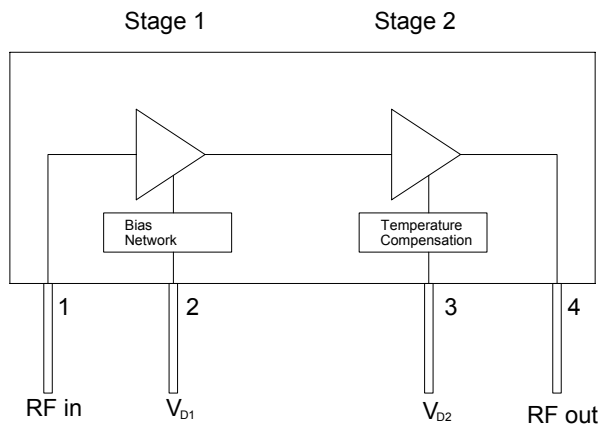 Stage 1
Stage 2
Bias
Network
Temperature
Compensation
1
2
3
4
RF in
VD1
VD2
RF out